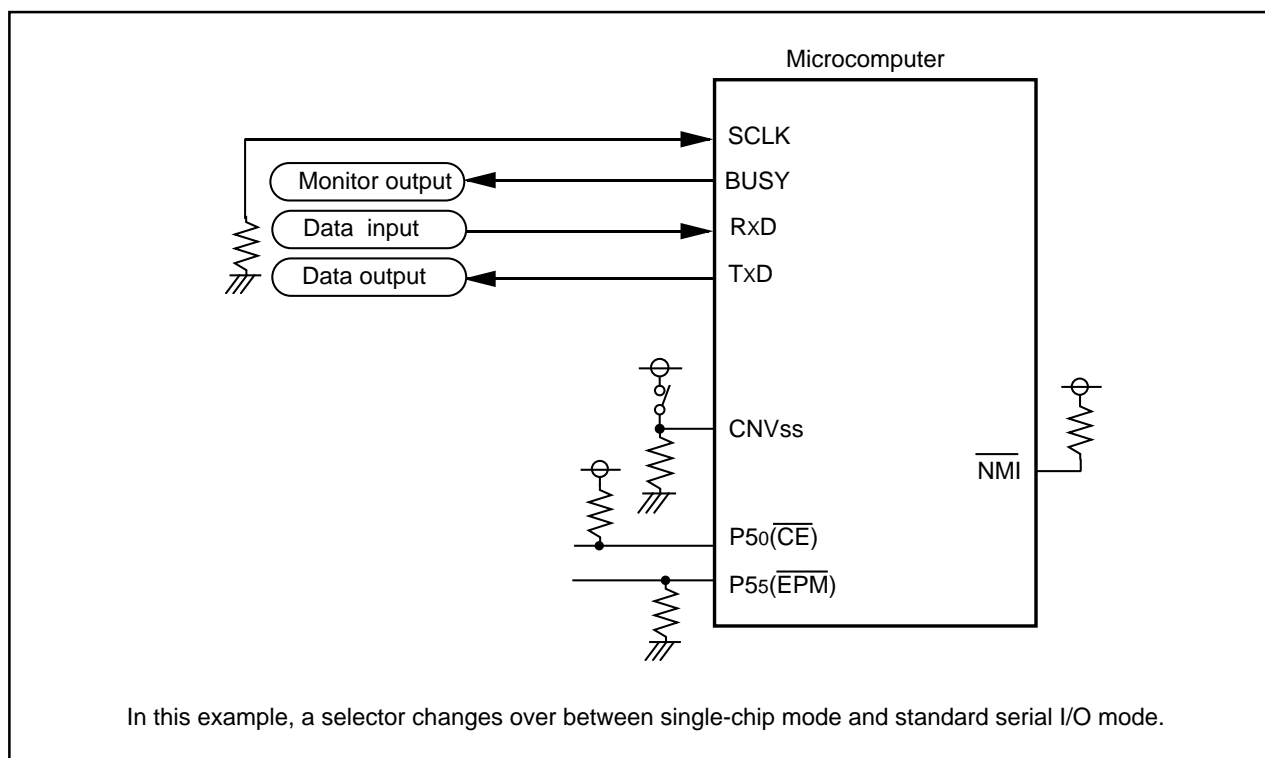 Microcomputer
SCLK
Monitor output
BUSY
Data input
RxD
Data output
TxD
CNVss
NMI
P50(CE)
P55(EPM)
In this example, a selector changes over between single-chip mode and standard serial I/O mode.